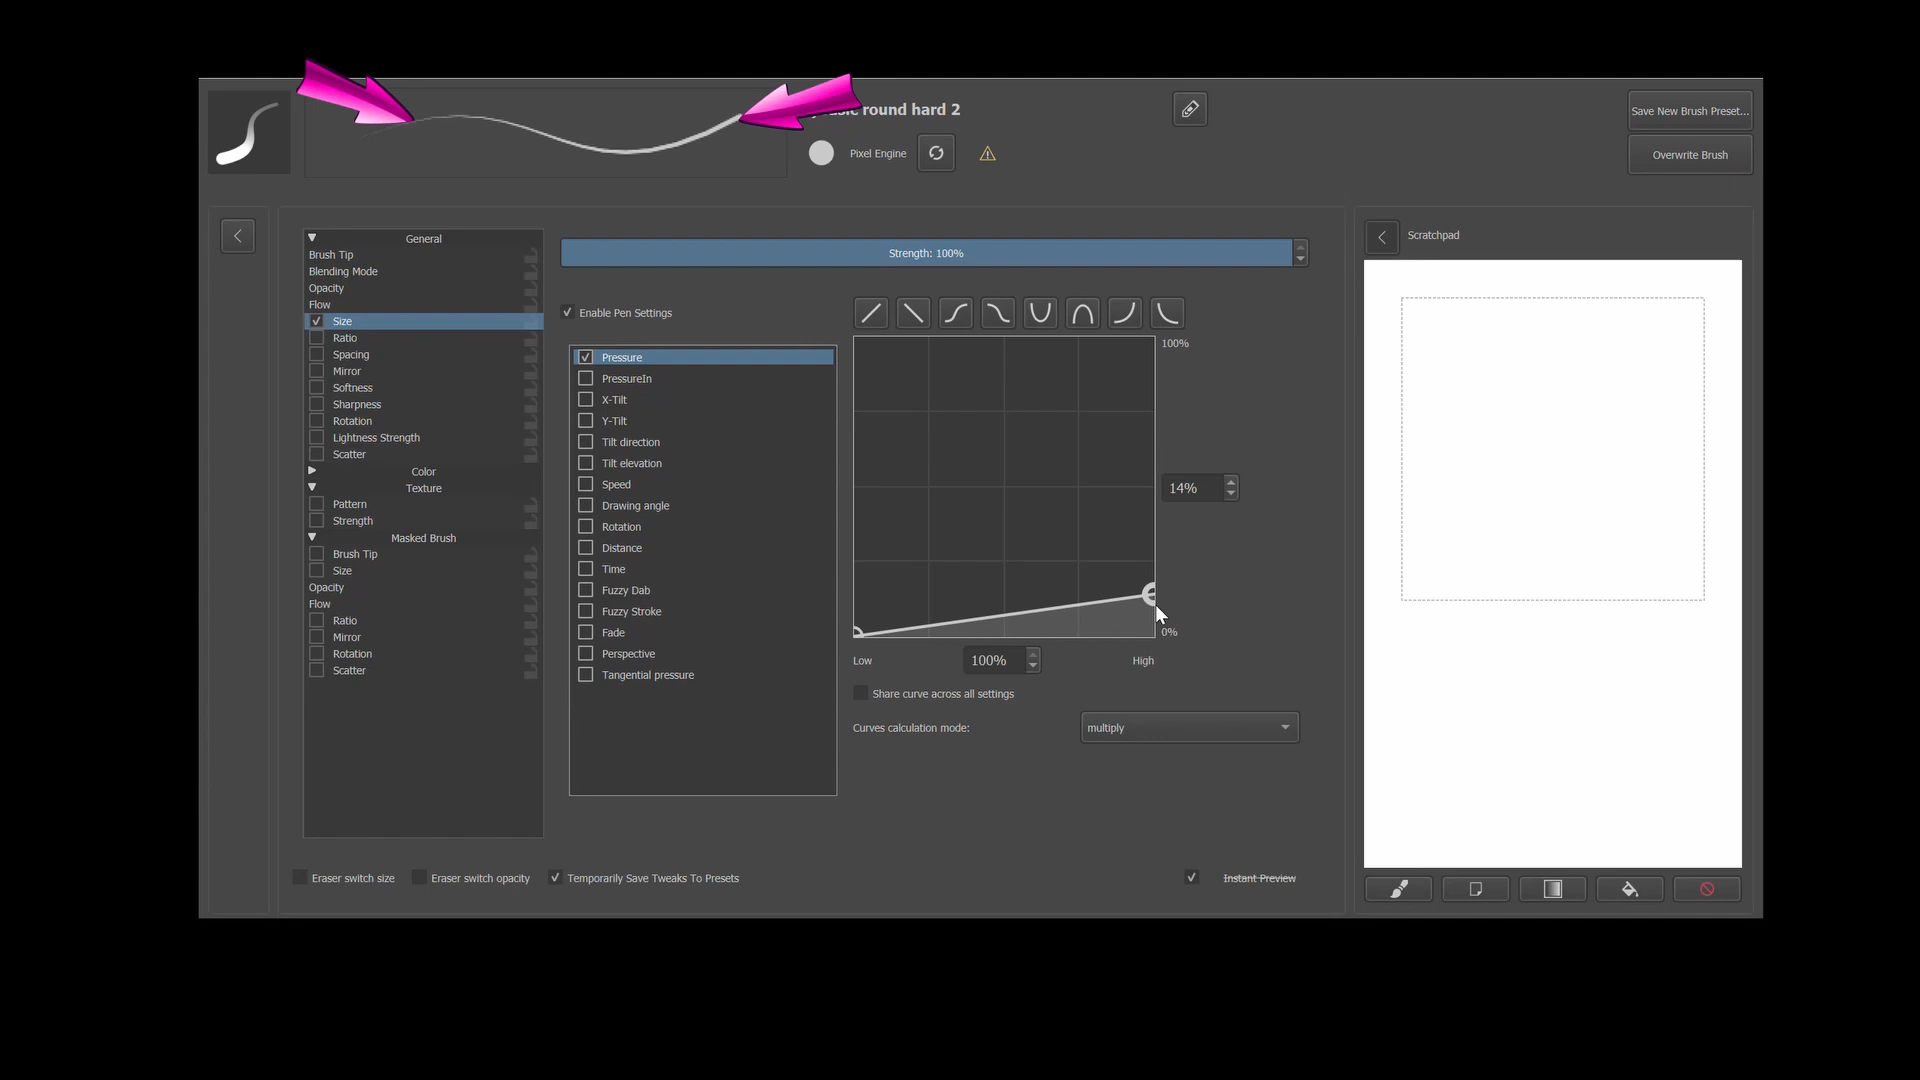 round hard 2
Pixel Engine
Save New Brush Preset...
Overwrite Brush
General
Brush Tip
Blending Mode
Opacity
Flow
Size
Ratio
Spacing
Mirror
Softness
Sharpness
Rotation
Lightness Strength
Scatter
Color
Texture
Pattern
Strength
Masked Brush
Brush Tip
Size
Opacity
Flow
Ratio
Mirror
Rotation
Scatter
Strength: 100%
Enable Pen Settings
Pressure
PressureIn
X-Tilt
Y-Tilt
Tilt direction
Tilt elevation
Speed
Drawing angle
Rotation
Distance
Time
Fuzzy Dab
Fuzzy Stroke
Fade
Perspective
Tangential pressure
100%
14%
0%
Low
100%
High
Share curve across all settings
Curves calculation mode:
multiply
Scratchpad
Eraser switch size
Eraser switch opacity
Temporarily Save Tweaks To Presets
Instant Preview